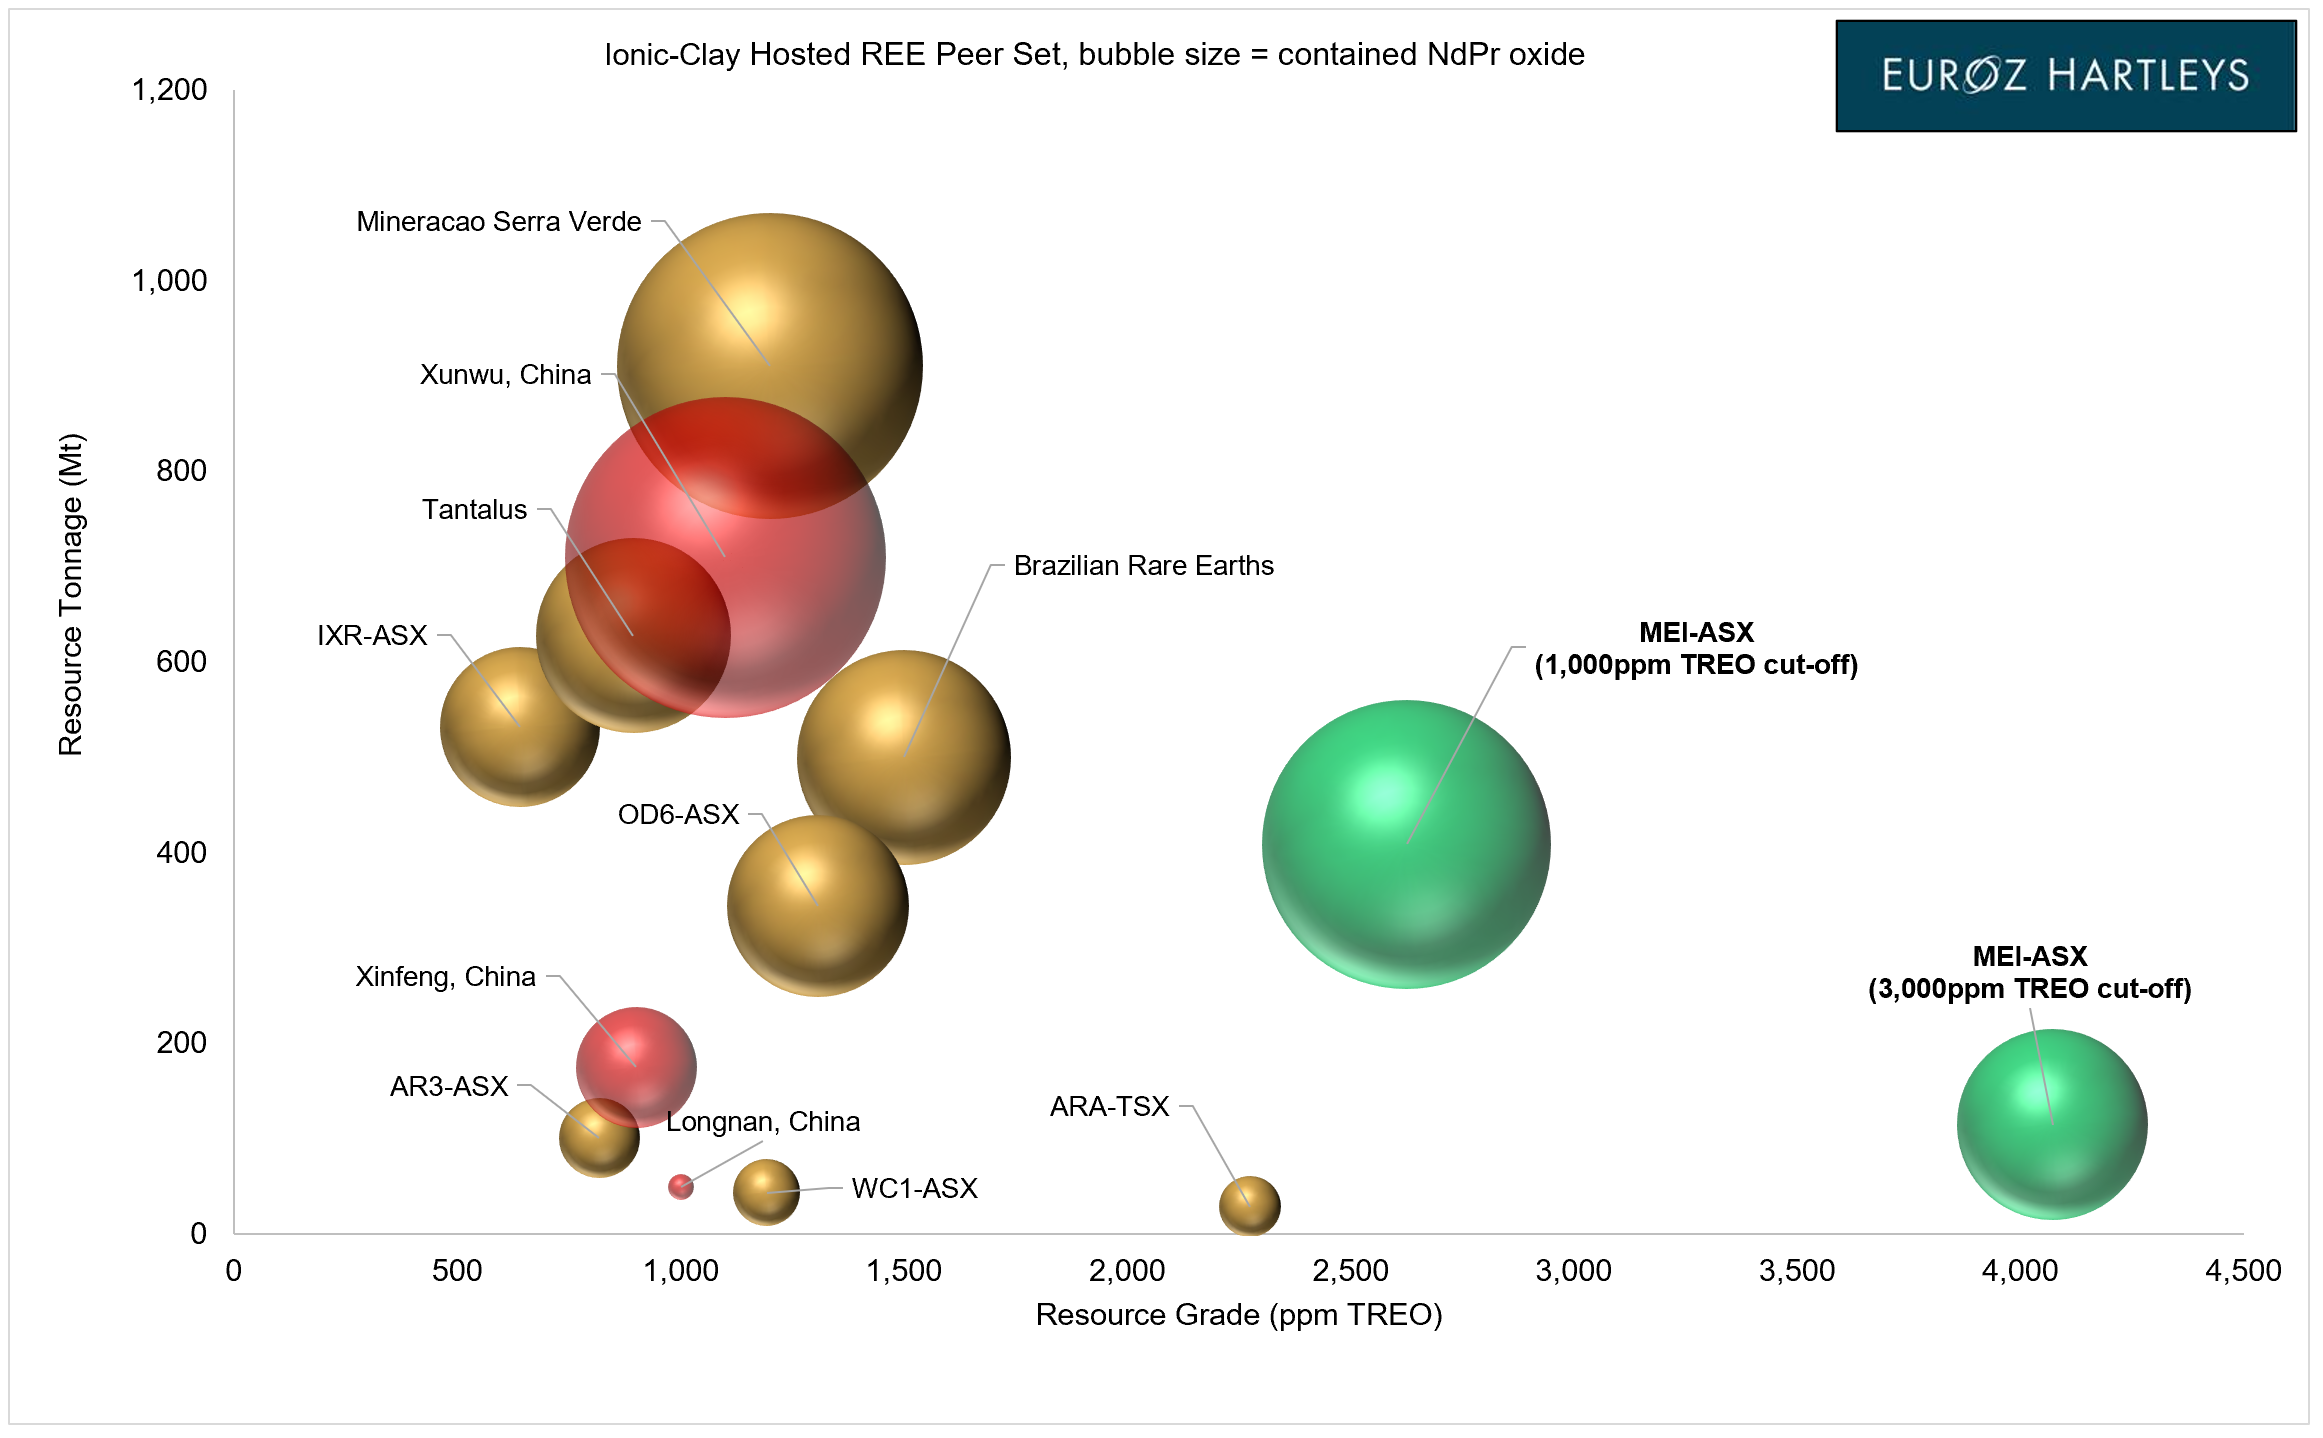 Ionic-Clay Hosted REE Peer Set, bubble size = contained NdPr oxide
EUROZ HARTLEYS
1,200
1,000
800
600
400
200
0
Resource Tonnage (Mt)
Mineracao Serra Verde
Xunwu, China
Tantalus
Brazilian Rare Earths
IXR-ASX
MEI-ASX
(1,000ppm TREO cut-off)
OD6-ASX
MEI-ASX
(3,000ppm TREO cut-off)
Xinfeng, China
AR3-ASX
Longnan, China
ARA-TSX
WC1-ASX
0
500
1,000
1,500
2,000
2,500
3,000
3,500
4,000
4,500
Resource Grade (ppm TREO)